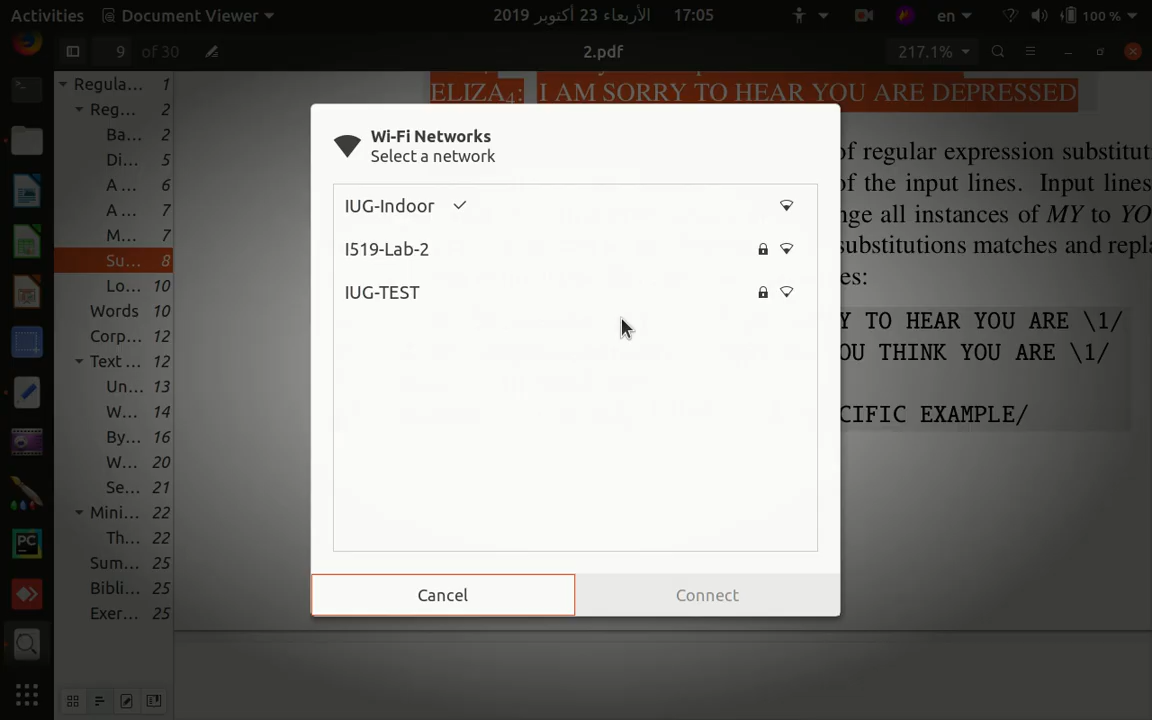 Activities Document Viewer الأربعاء 23 أكتوبر 2019 17:05 en 100 %
9 of 30 2.pdf 217.1%
Regula... 1
Reg... 2
Ba... 2
Di... 5
A ... 6
A ... 7
M... 7
Su... 8
Lo... 10
Words 10
Corp... 12
Text ... 12
Un... 13
W... 14
By... 16
W... 20
Se... 21
Mini... 22
Th... 22
Sum... 25
Bibli... 25
Exer... 25
ELIZA4: I AM SORRY TO HEAR YOU ARE DEPRESSED
of regular expression substitut
of the input lines. Input lines
nge all instances of MY to YO
substitutions matches and repla
es:
Y TO HEAR YOU ARE \1/
OU THINK YOU ARE \1/
CIFIC EXAMPLE/
Wi-Fi Networks
Select a network
IUG-Indoor
I519-Lab-2
IUG-TEST
Cancel Connect
PC